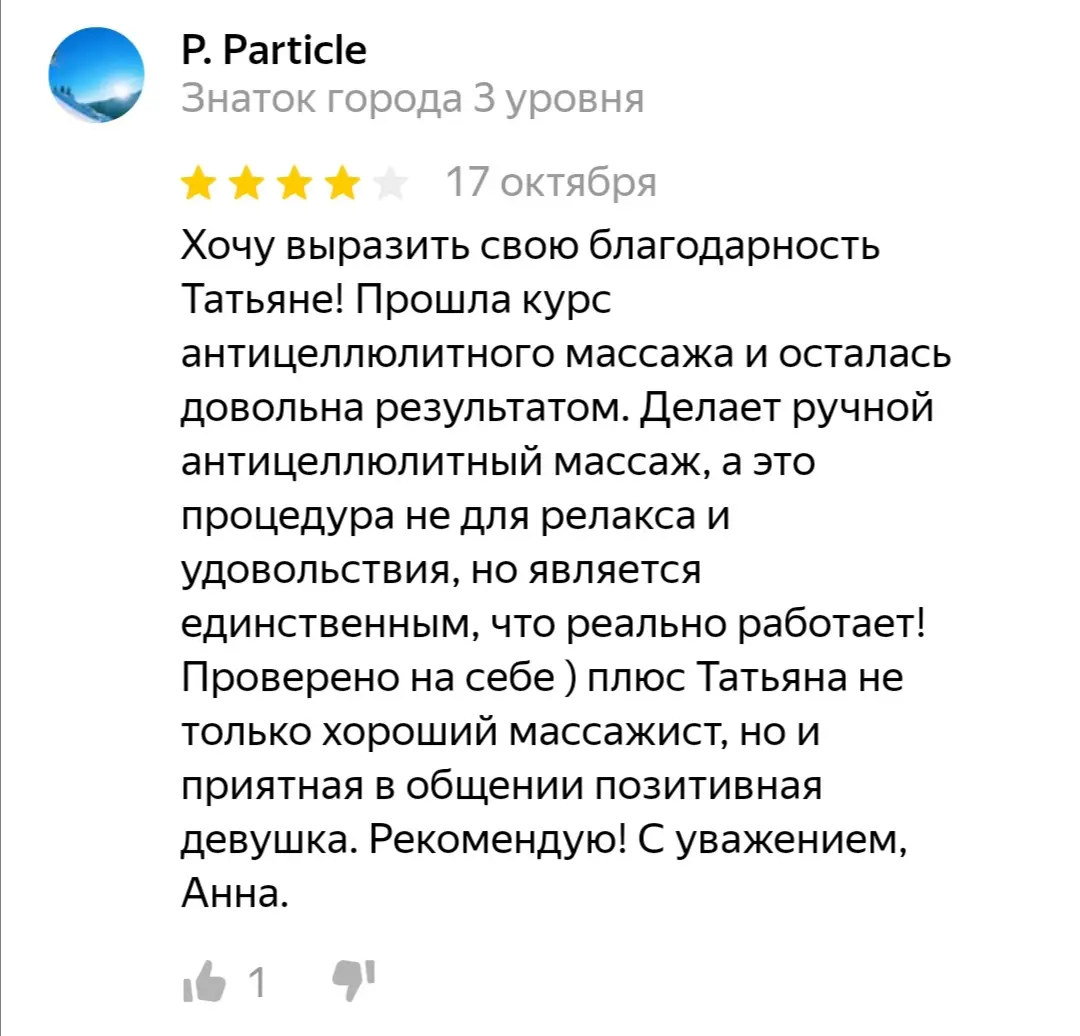 P. Particle
Знаток города 3 уровня
17 октября
Хочу выразить свою благодарность
Татьяне! Прошла курс
антицеллюлитного массажа и осталась
довольна результатом. Делает ручной
антицеллюлитный массаж, а это
процедура не для релакса и
удовольствия, но является
единственным, что реально работает!
Проверено на себе ) плюс Татьяна не
только хороший массажист, но и
приятная в общении позитивная
девушка. Рекомендую! С уважением,
Анна.
1